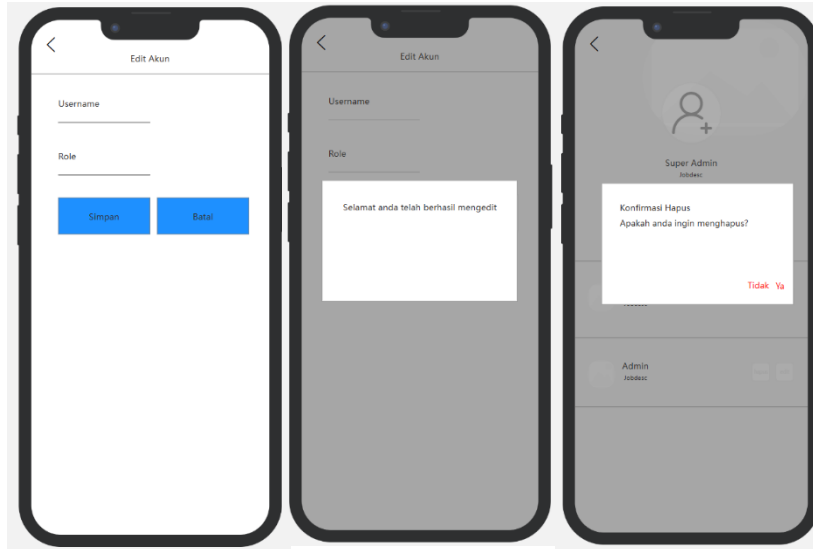 Edit Akun
Username
Role
Simpan Batal
Edit Akun
Username
Role
Selamat anda telah berhasil mengedit
Super Admin
Jobdesc
Konfirmasi Hapus
Apakah anda ingin menghapus?
Tidak Ya
Admin
Jobdesc